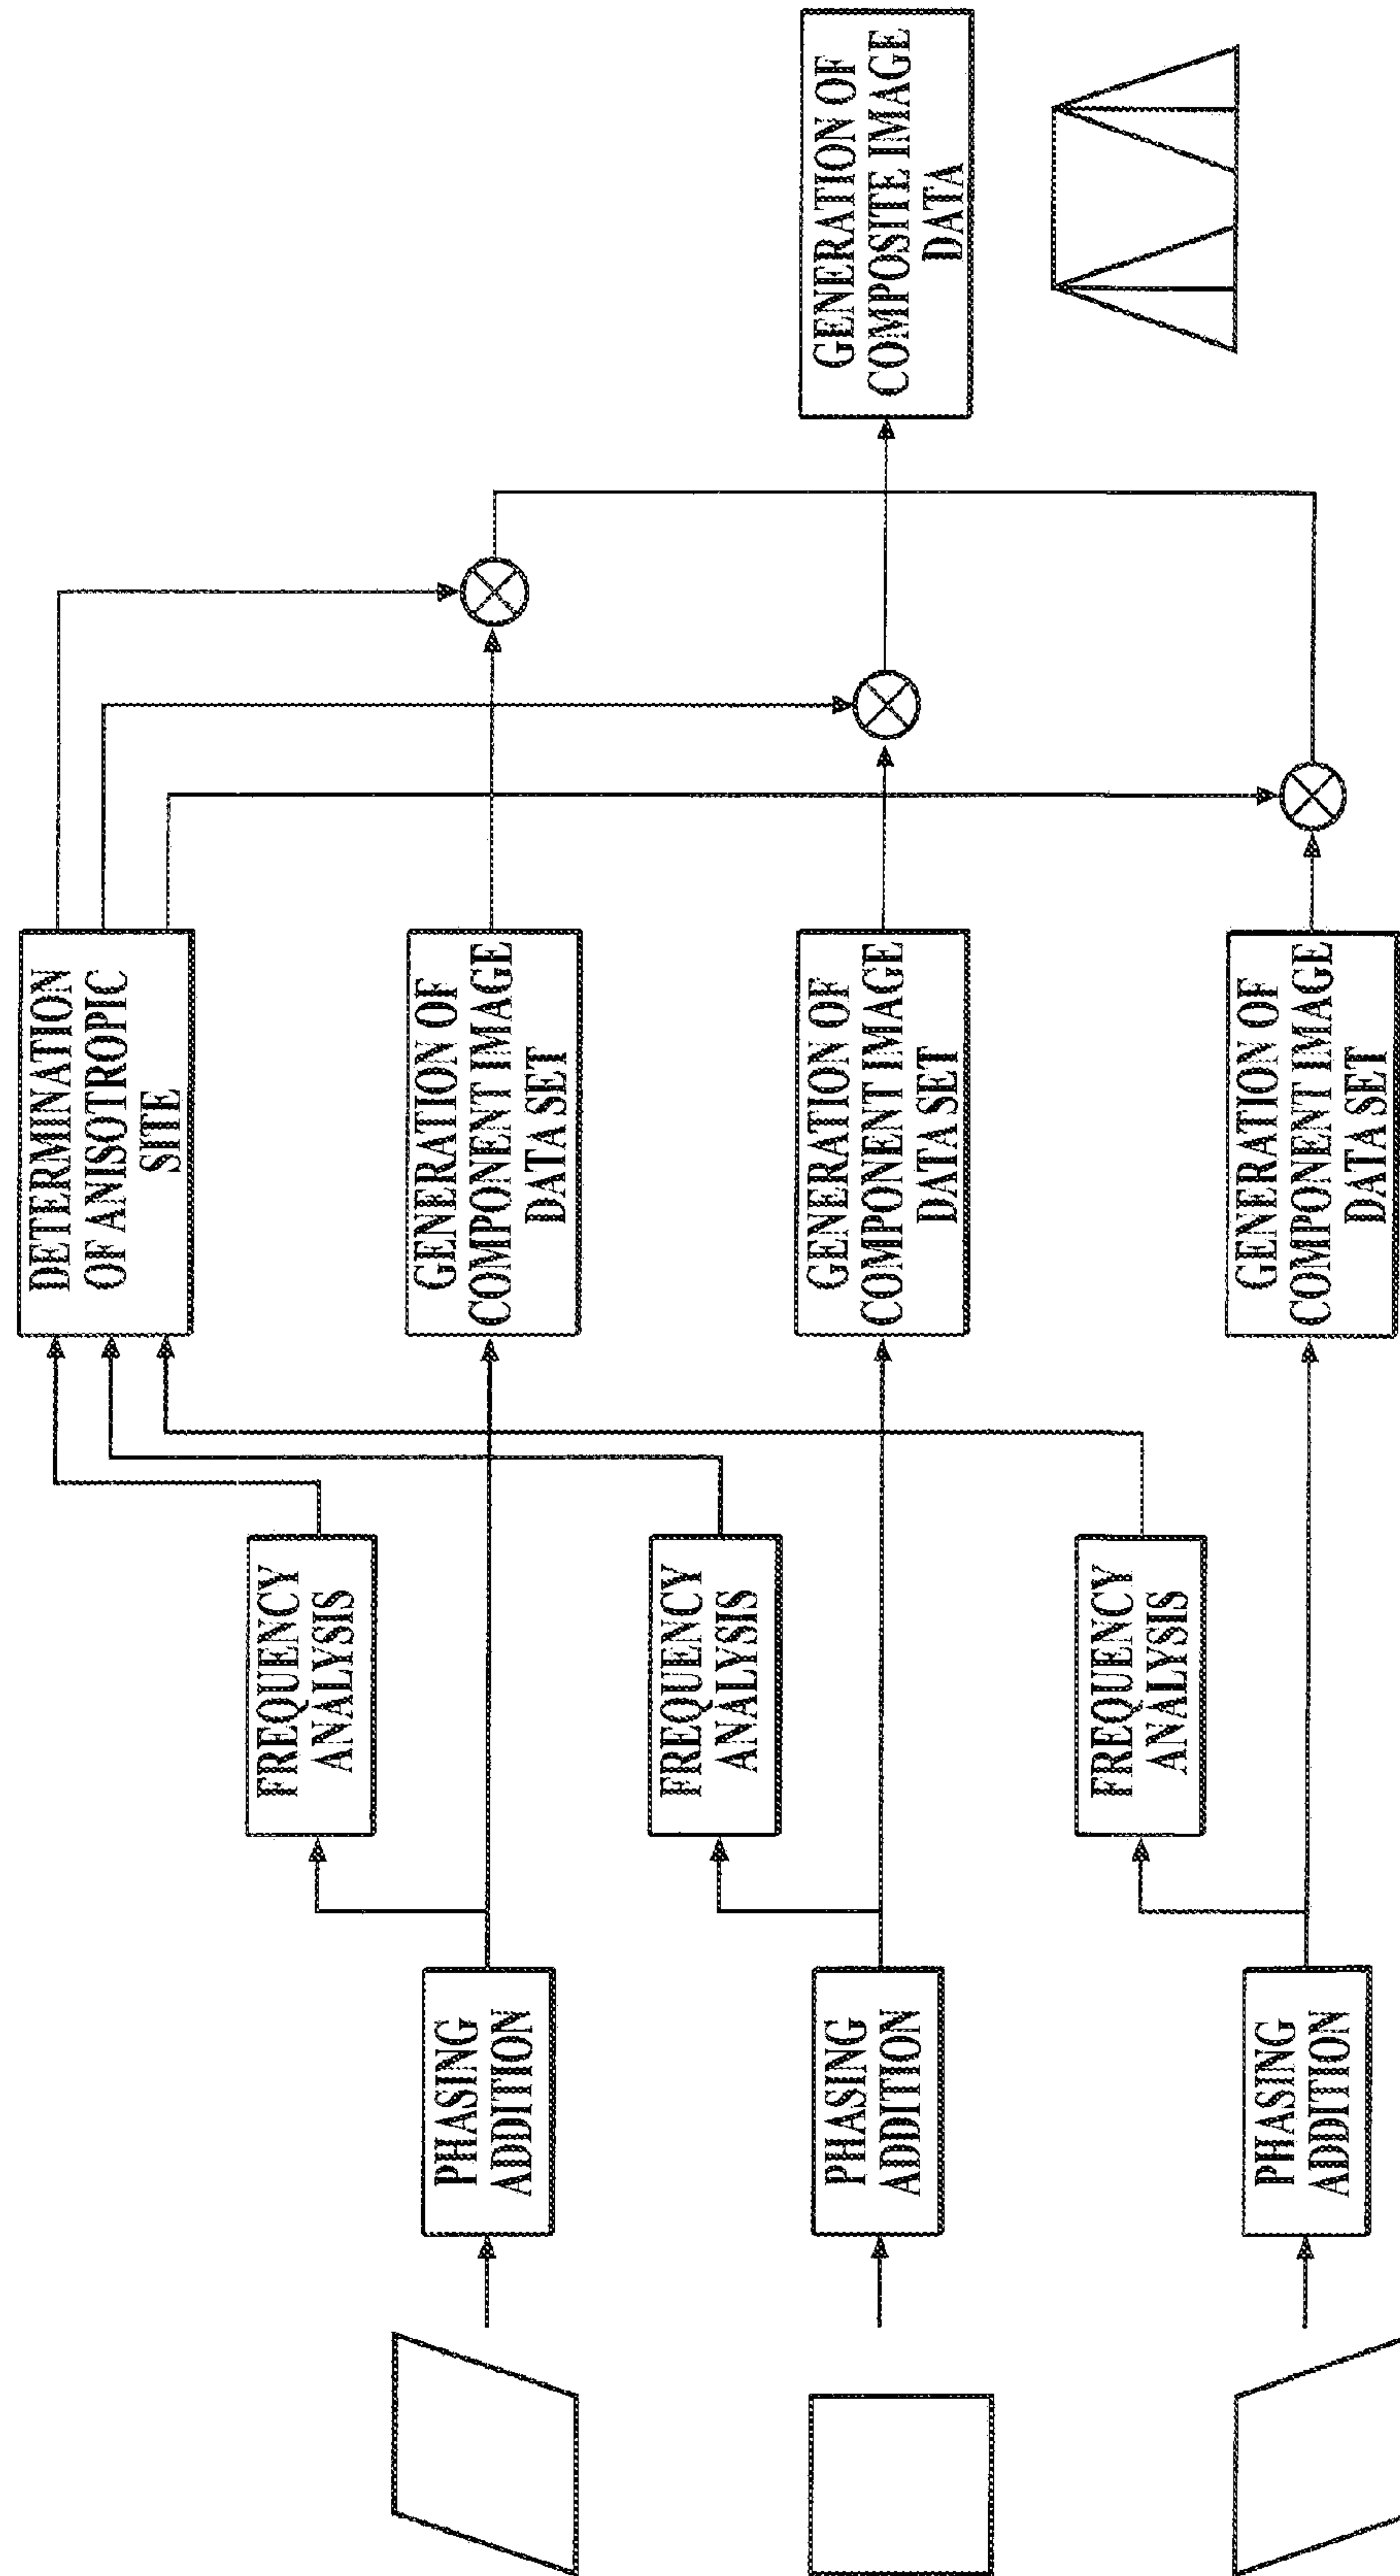 DETERMINATION
OF ANISOTROPIC
SITE
FREQUENCY
ANALYSIS
PHASING
ADDITION
GENERATION OF
COMPONENT IMAGE
DATA SET
FREQUENCY
ANALYSIS
PHASING
ADDITION
GENERATION OF
COMPONENT IMAGE
DATA SET
GENERATION OF
COMPOSITE IMAGE
DATA
FREQUENCY
ANALYSIS
PHASING
ADDITION
GENERATION OF
COMPONENT IMAGE
DATA SET